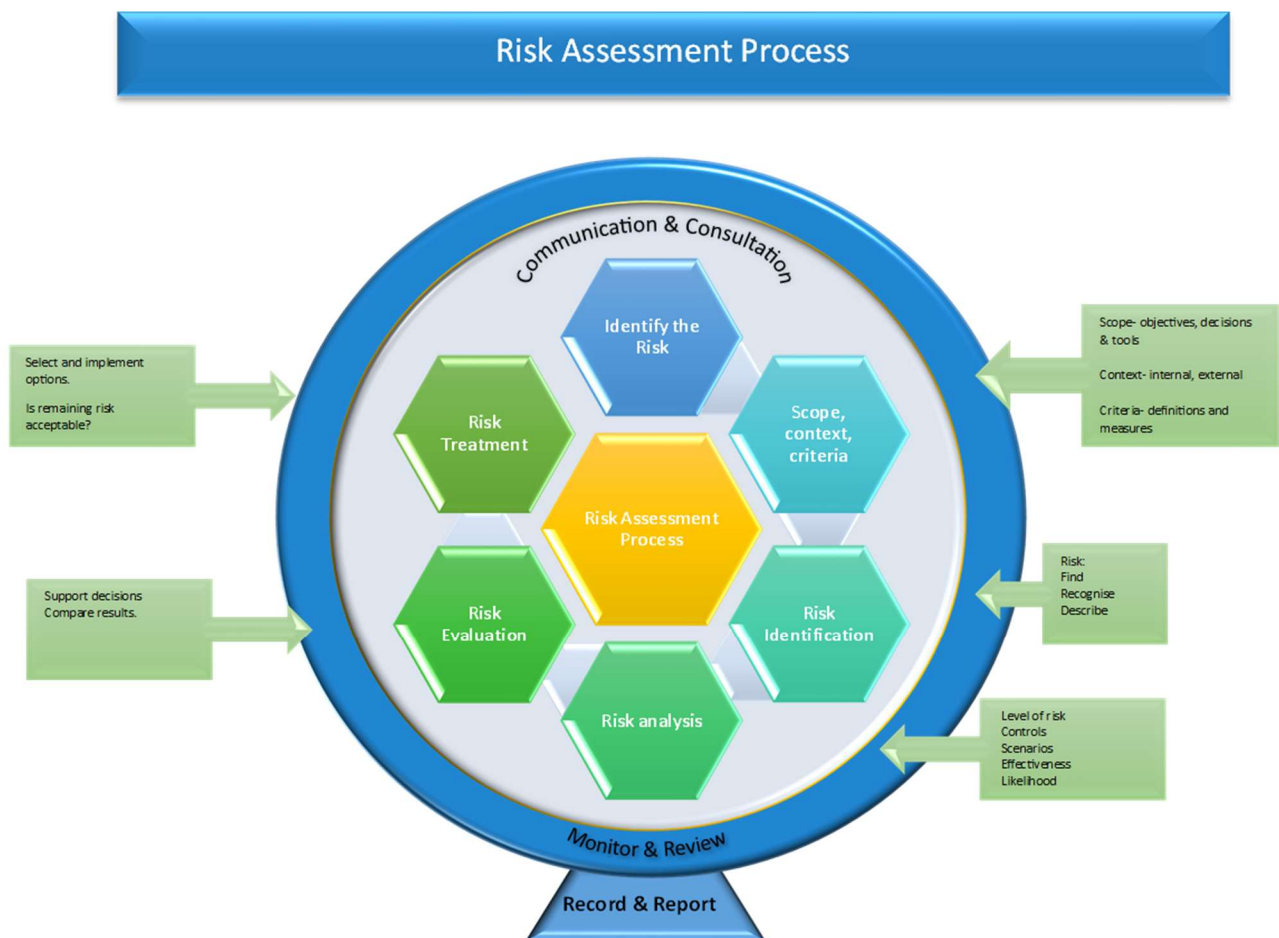 Risk Assessment Process
Communication & Consultation
Identify the
Risk
Scope,
context,
criteria
Risk
Identification
Risk analysis
Risk
Evaluation
Risk
Treatment
Risk Assessment
Process
Monitor & Review
Record & Report
Select and implement
options.
Is remaining risk
acceptable?
Support decisions
Compare results.
Scope- objectives, decisions
& tools
Context- internal, external
Criteria- definitions and
measures
Risk:
Find
Recognise
Describe
Level of risk
Controls
Scenarios
Effectiveness
Likelihood